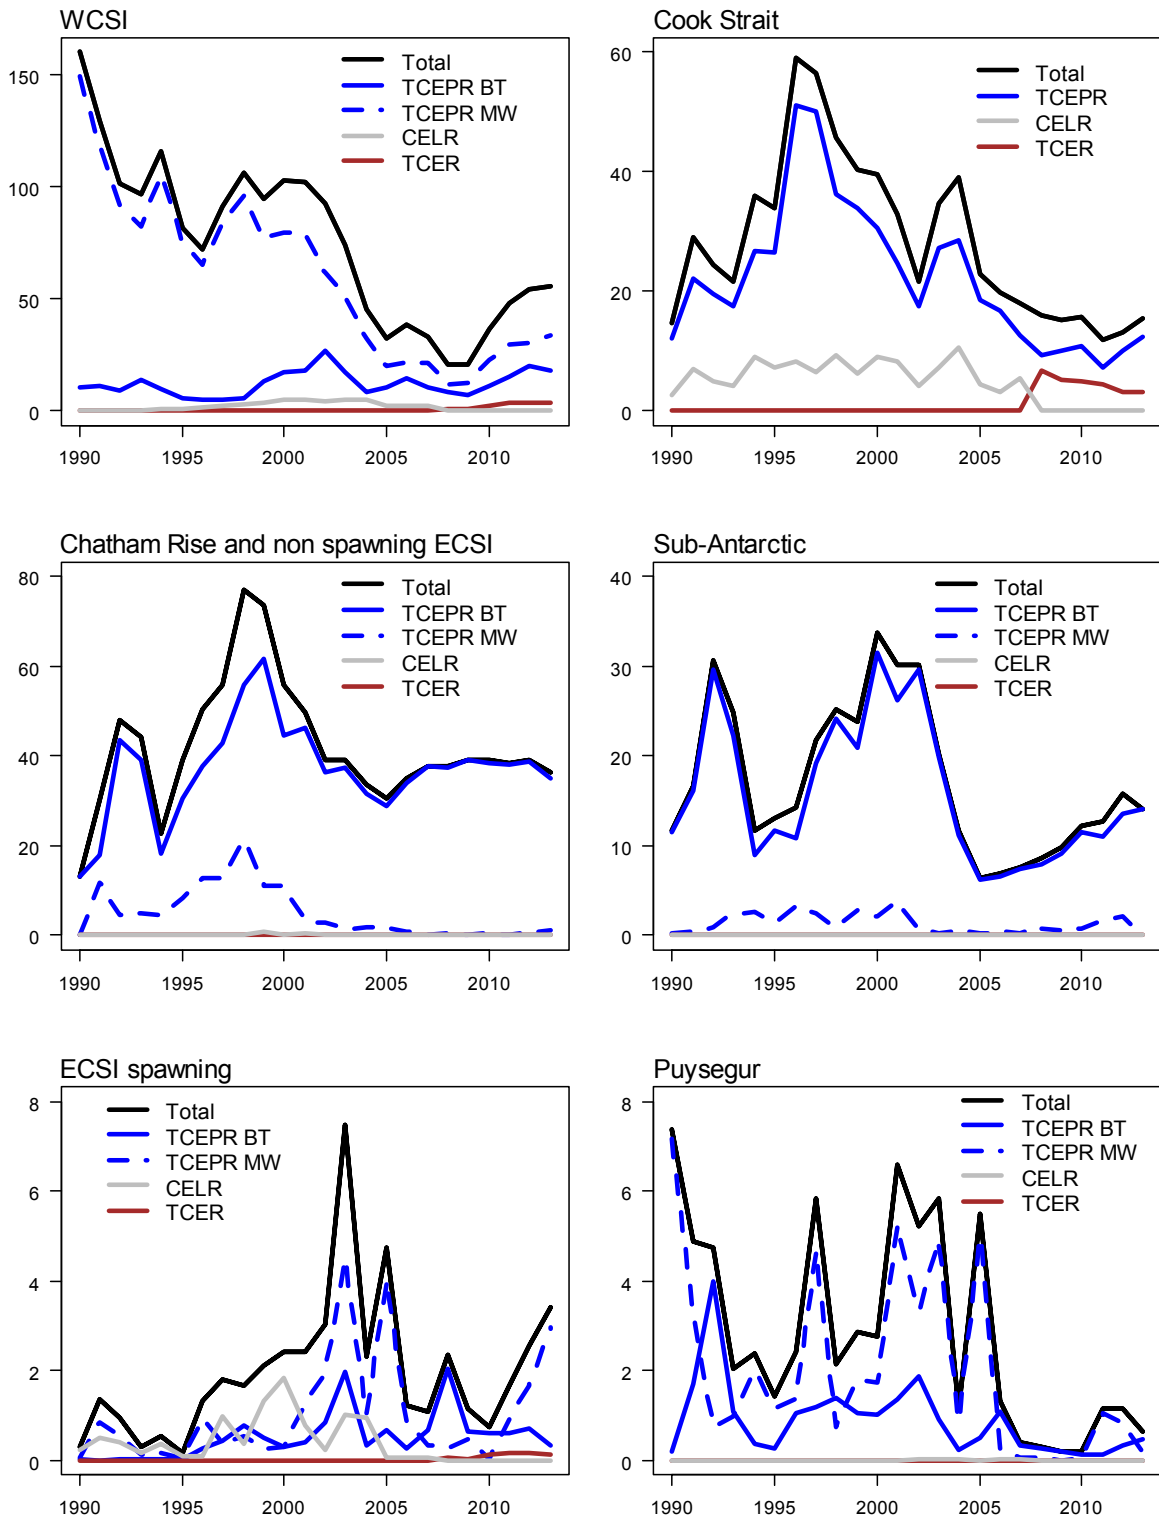 WCSI
150
100
50
0
Total
TCEPR BT
TCEPR MW
CELR
TCER
1990 1995 2000 2005 2010
Cook Strait
60
40
20
0
Total
TCEPR
CELR
TCER
1990 1995 2000 2005 2010
Chatham Rise and non spawning ECSI
80
60
40
20
0
Total
TCEPR BT
TCEPR MW
CELR
TCER
1990 1995 2000 2005 2010
Sub-Antarctic
40
30
20
10
0
Total
TCEPR BT
TCEPR MW
CELR
TCER
1990 1995 2000 2005 2010
ECSI spawning
8
6
4
2
0
Total
TCEPR BT
TCEPR MW
CELR
TCER
1990 1995 2000 2005 2010
Puysegur
8
6
4
2
0
Total
TCEPR BT
TCEPR MW
CELR
TCER
1990 1995 2000 2005 2010